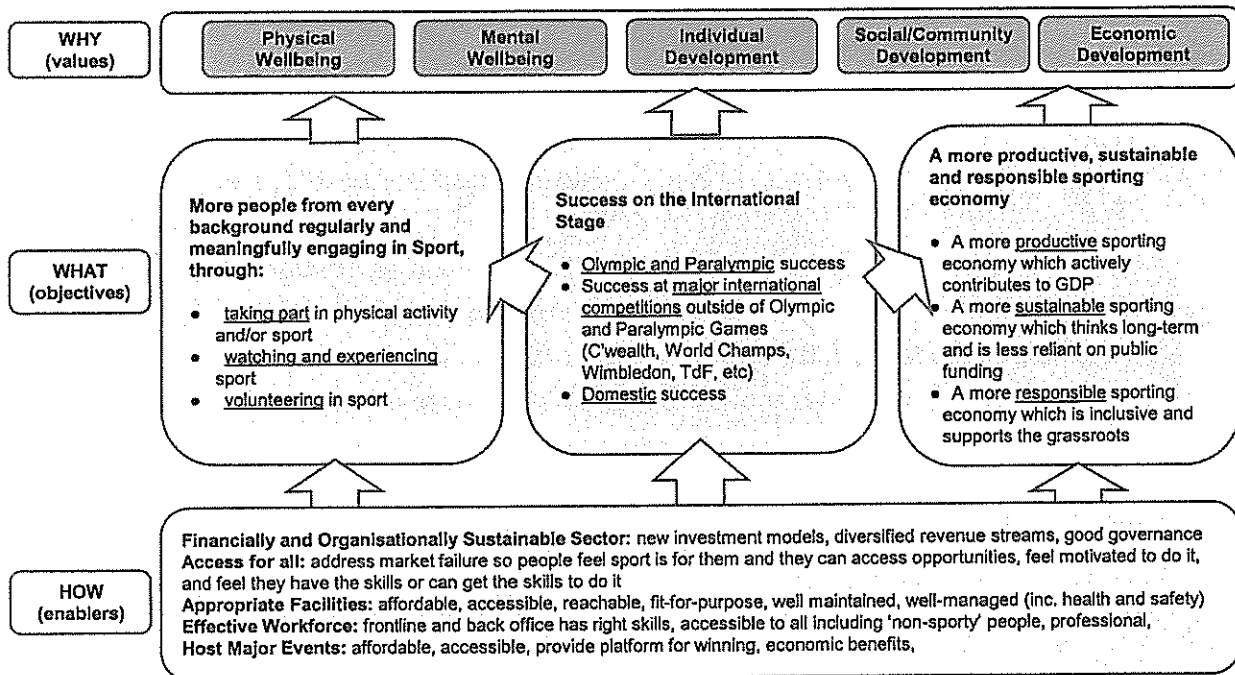 WHY
(values)
Physical
Wellbeing
Mental
Wellbeing
Individual
Development
Social/Community
Development
Economic
Development
WHAT
(objectives)
More people from every
background regularly and
meaningfully engaging in Sport,
through:
● taking part in physical activity
and/or sport
● watching and experiencing
sport
● volunteering in sport
Success on the International
Stage
● Olympic and Paralympic success
● Success at major international
competitions outside of Olympic
and Paralympic Games
(C'wealth, World Champs,
Wimbledon, TdF, etc)
● Domestic success
A more productive, sustainable
and responsible sporting
economy
● A more productive sporting
economy which actively
contributes to GDP
● A more sustainable sporting
economy which thinks long-term
and is less reliant on public
funding
● A more responsible sporting
economy which is inclusive and
supports the grassroots
HOW
(enablers)
Financially and Organisationally Sustainable Sector: new investment models, diversified revenue streams, good governance
Access for all: address market failure so people feel sport is for them and they can access opportunities, feel motivated to do it,
and feel they have the skills or can get the skills to do it
Appropriate Facilities: affordable, accessible, reachable, fit-for-purpose, well maintained, well-managed (inc. health and safety)
Effective Workforce: frontline and back office has right skills, accessible to all including 'non-sporty' people, professional,
Host Major Events: affordable, accessible, provide platform for winning, economic benefits,